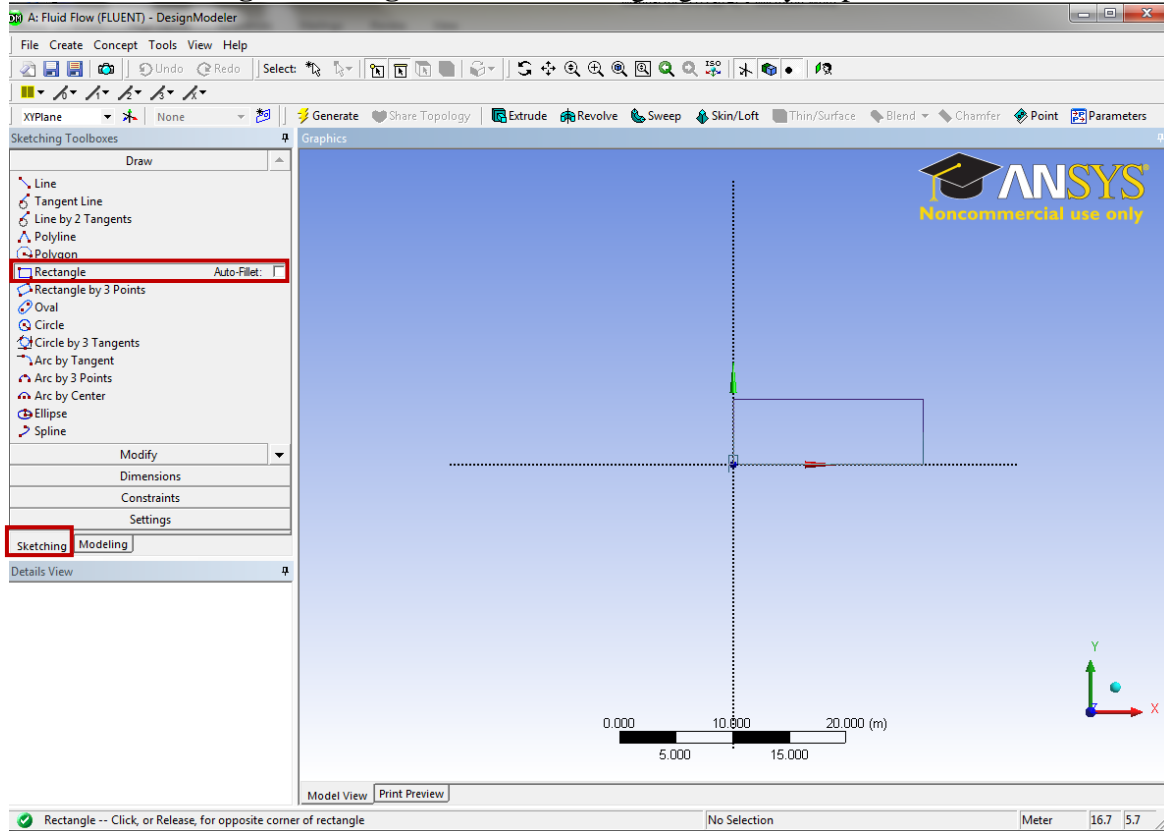 A: Fluid Flow (FLUENT) - DesignModeler
File Create Concept Tools View Help
Undo Redo Select:
XYPlane None Generate Share Topology Extrude Revolve Sweep Skin/Loft Thin/Surface Blend Chamfer Point Parameters
Sketching Toolboxes Graphics
Draw
Line
Tangent Line
Line by 2 Tangents
Polyline
Polygon
Rectangle Auto-Fillet:
Rectangle by 3 Points
Oval
Circle
Circle by 3 Tangents
Arc by Tangent
Arc by 3 Points
Arc by Center
Ellipse
Spline
Modify
Dimensions
Constraints
Settings
Sketching Modeling
Details View
ANSYS
Noncommercial use only
Y
X
0.000 10.000 20.000 (m)
5.000 15.000
Model View Print Preview
Rectangle -- Click, or Release, for opposite corner of rectangle No Selection Meter 16.7 5.7